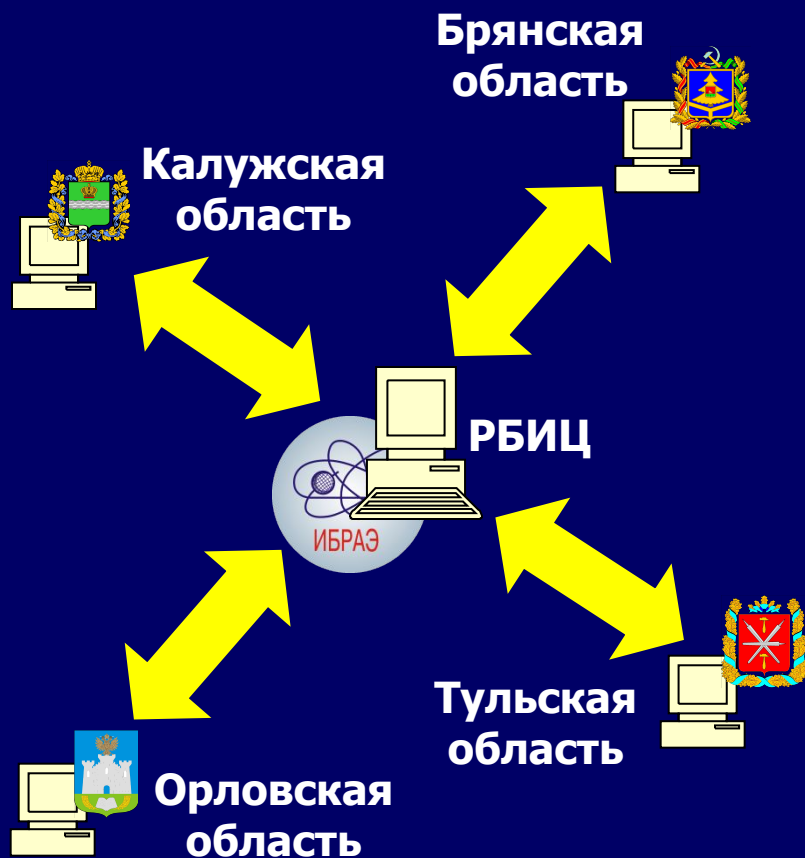 Брянская
область
Калужская
область
РБИЦ
ИБРАЭ
Тульская
область
Орловская
область